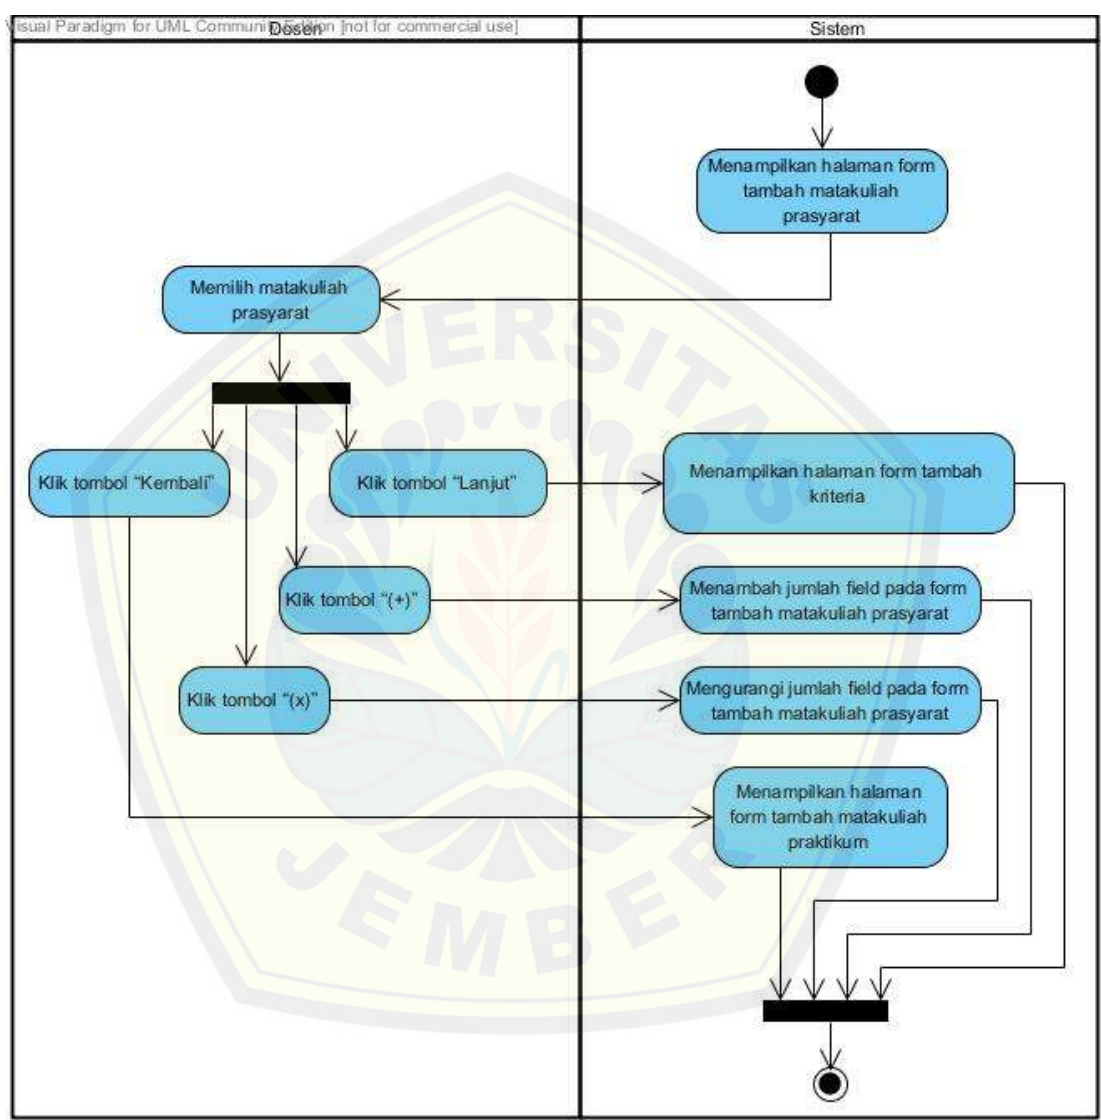 Visual Paradigm for UML Community Edition [not for commercial use]
Dosen
Sistem
Menampilkan halaman form
tambah matakuliah
prasyarat
Memilih matakuliah
prasyarat
Klik tombol “Kembali”
Klik tombol “Lanjut”
Menampilkan halaman form tambah
kriteria
Klik tombol “(+)”
Menambah jumlah field pada form
tambah matakuliah prasyarat
Klik tombol “(x)”
Mengurangi jumlah field pada form
tambah matakuliah prasyarat
Menampilkan halaman
form tambah matakuliah
praktikum
UNIVERSITAS
JEMBER